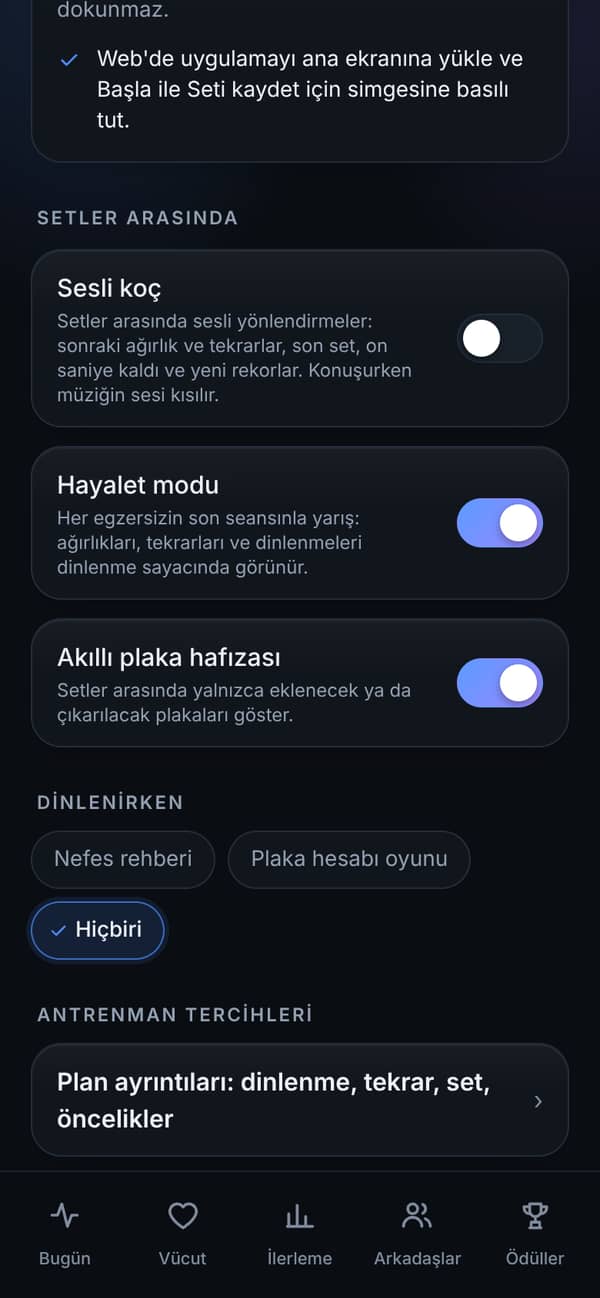 dokunmaz.
Web'de uygulamayı ana ekranına yükle ve
Başla ile Seti kaydet için simgesine basılı
tut.
SETLER ARASINDA
Sesli koç
Setler arasında sesli yönlendirmeler:
sonraki ağırlık ve tekrarlar, son set, on
saniye kaldı ve yeni rekorlar. Konuşurken
müziğin sesi kısılır.
Hayalet modu
Her egzersizin son seansınla yarış:
ağırlıkları, tekrarları ve dinlenmeleri
dinlenme sayacında görünür.
Akıllı plaka hafızası
Setler arasında yalnızca eklenecek ya da
çıkarılacak plakaları göster.
DİNLENİRKEN
Nefes rehberi
Plaka hesabı oyunu
Hiçbiri
ANTRENMAN TERCİHLERİ
Plan ayrıntıları: dinlenme, tekrar, set,
öncelikler
Bugün
Vücut
İlerleme
Arkadaşlar
Ödüller